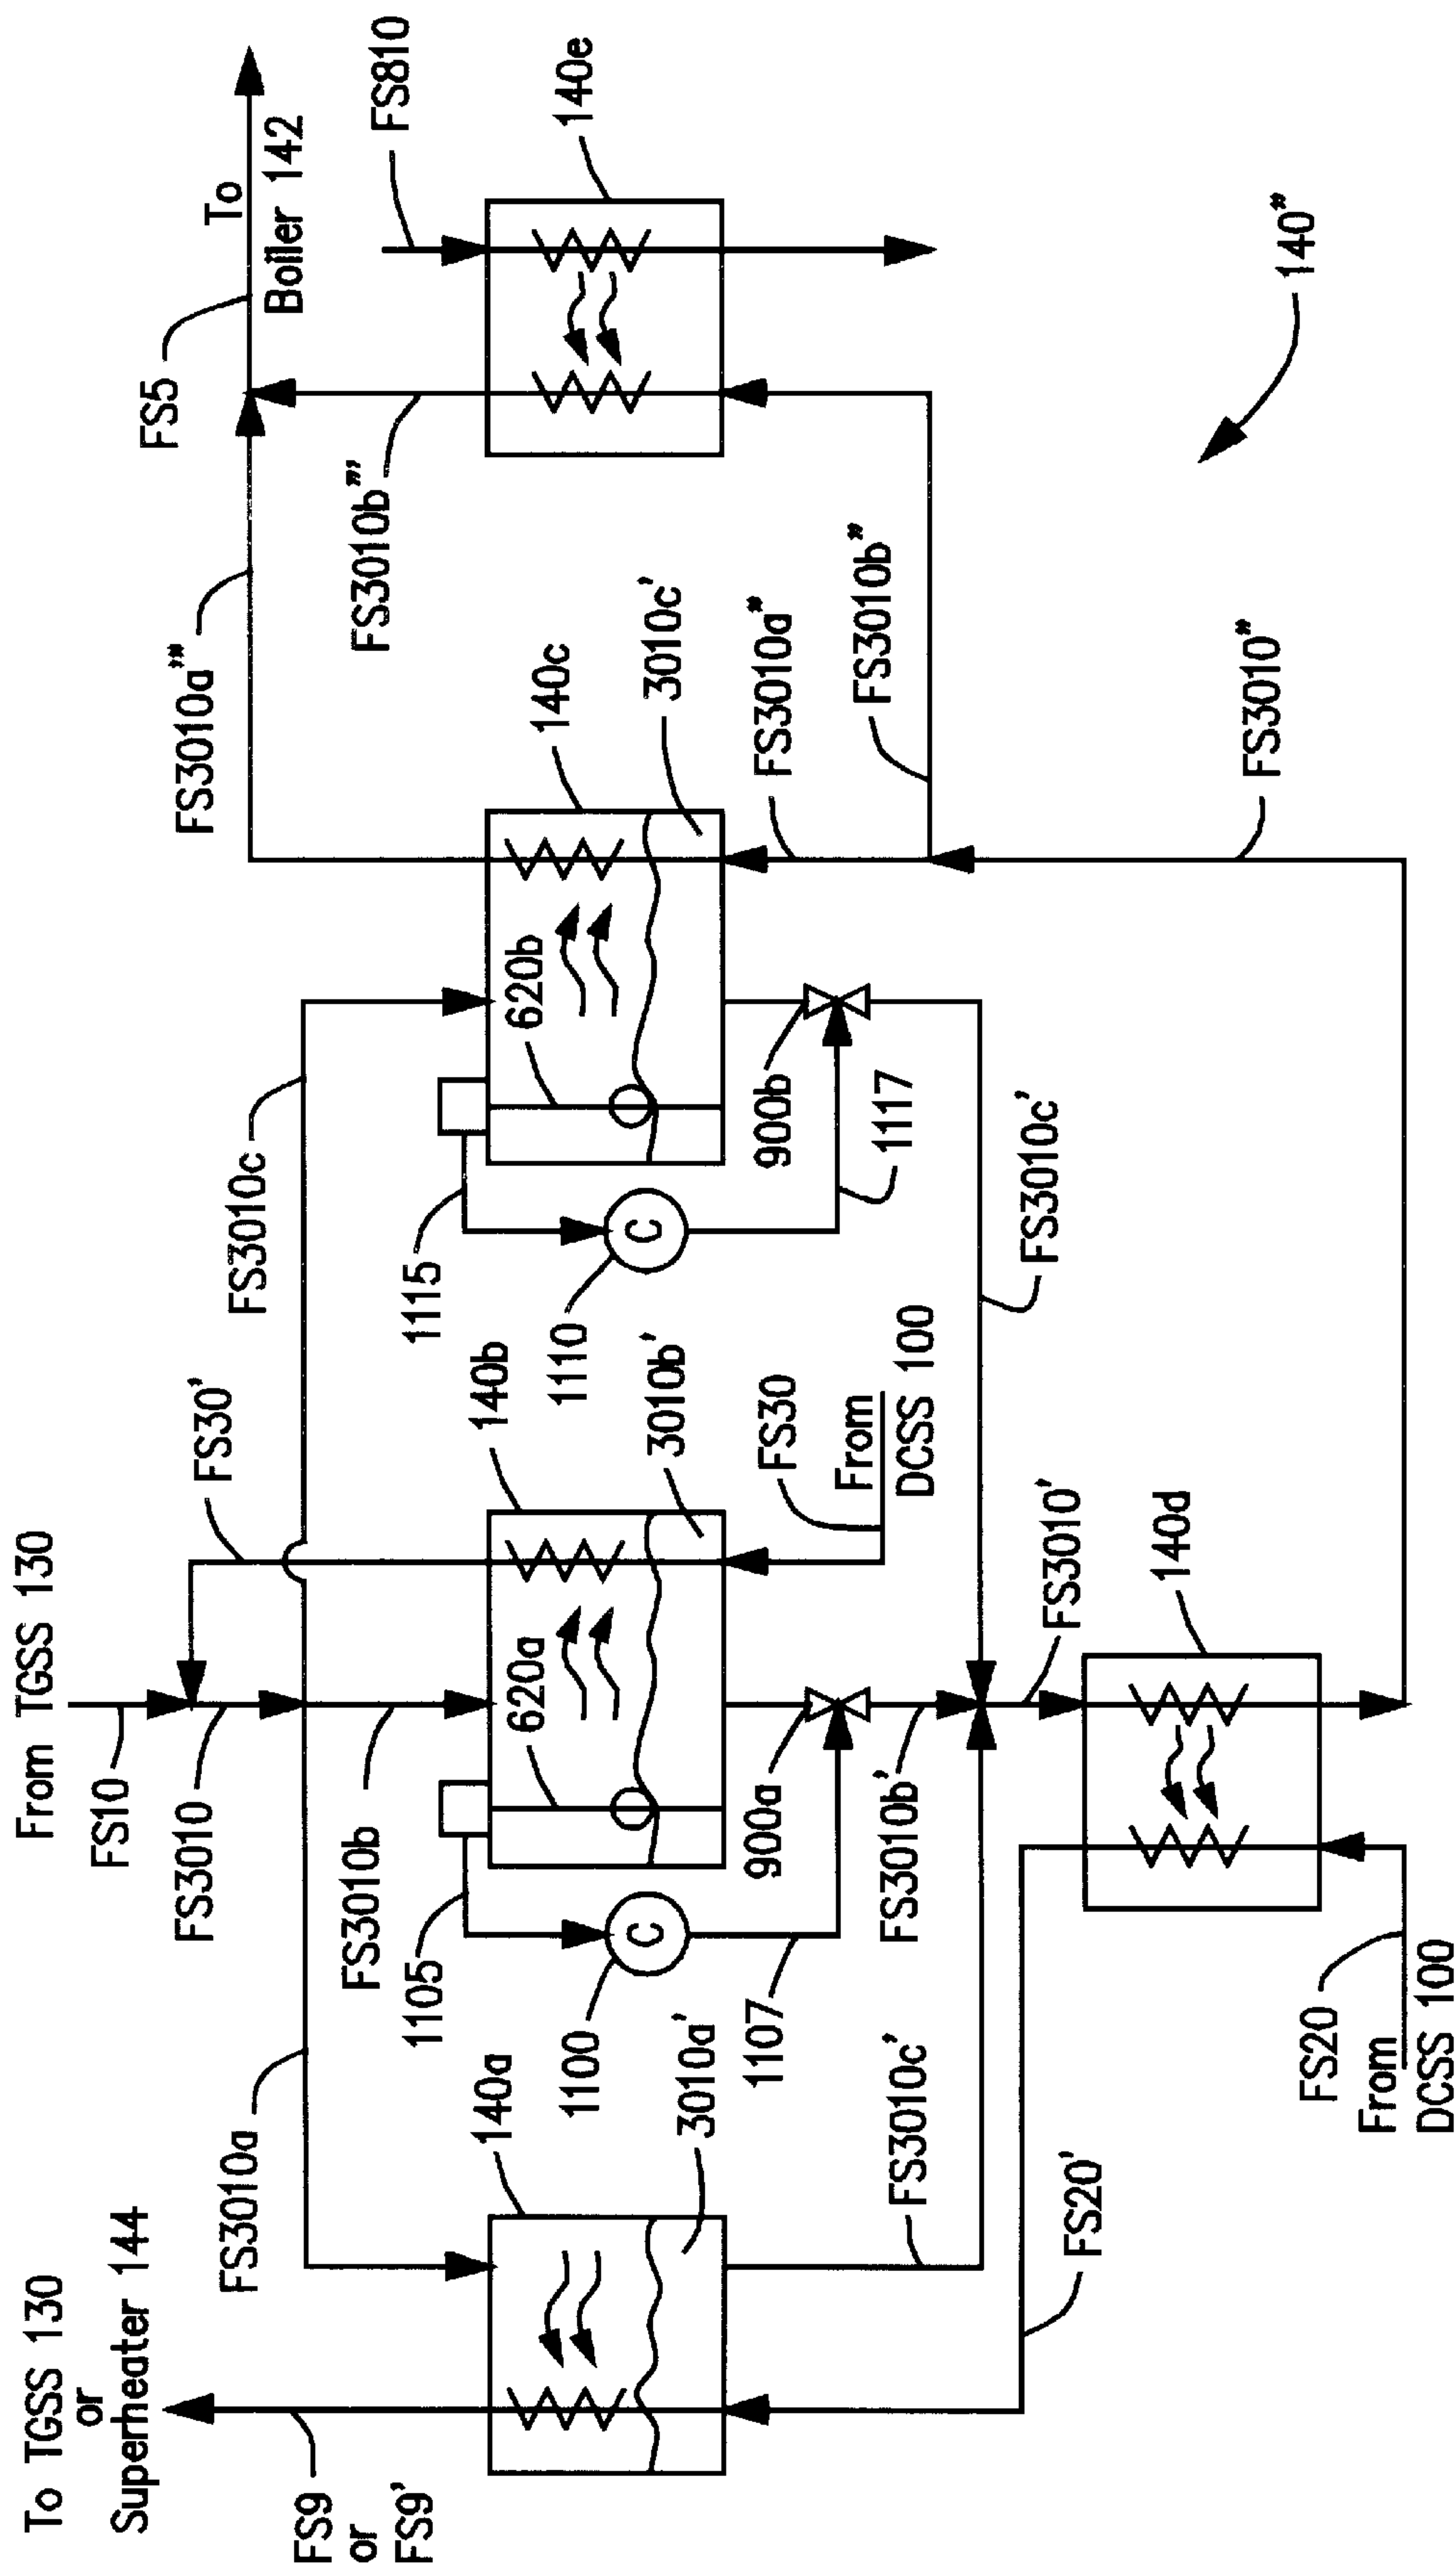 To TGSS 130
or
Superheater 144
FS9
or
FS9'
From TGSS 130
FS10
FS3010
FS30'
FS3010a
FS3010b
FS3010c
FS3010a'"
FS5
To
Boiler 142
FS810
140a
3010a'
1105
1100
1107
620a
140b
3010b'
900a
FS30
From
DCSS 100
1115
1110
620b
140c
3010c'
900b
1117
FS3010b'"
140e
FS3010a"
FS3010b"
FS3010c'
FS3010b'
FS3010c'
FS3010'
FS20'
140d
FS20
From
DCSS 100
FS3010"
140"